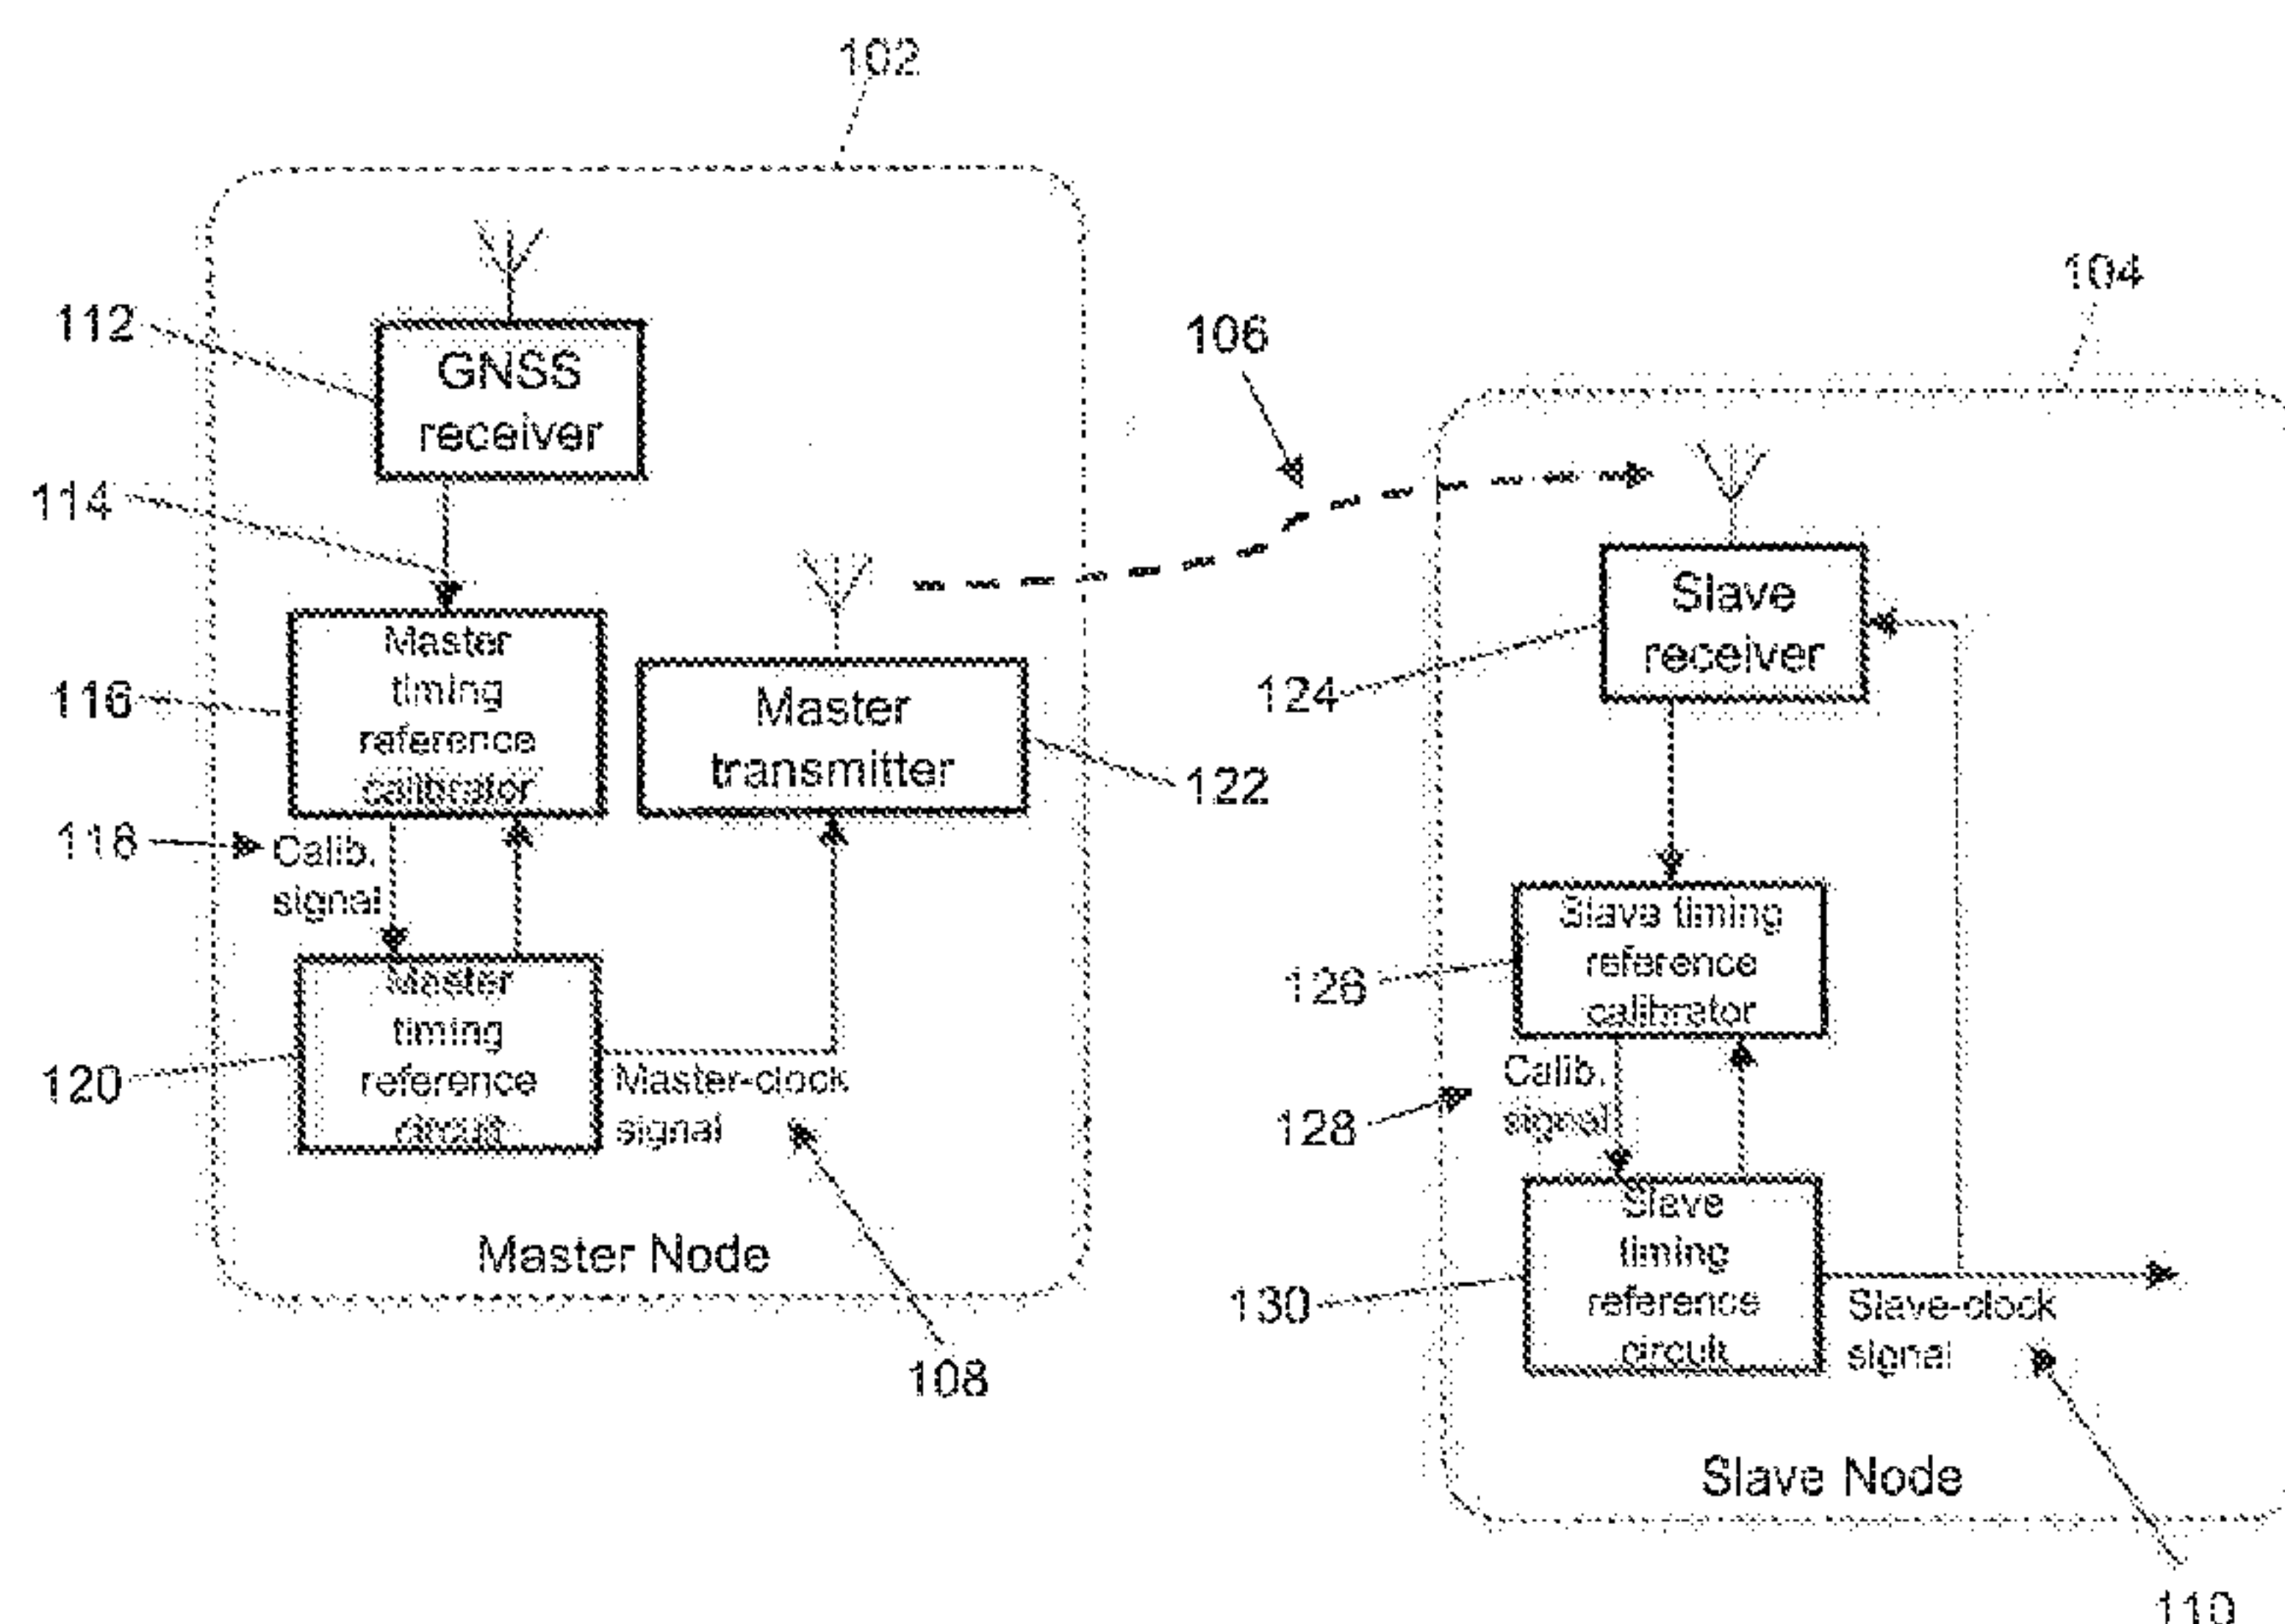 102
104
112
GNSS
receiver
106
114
116
Master
timing
reference
calibrator
Master
transmitter
122
Slave
receiver
124
118
Calib.
signal
120
Master
timing
reference
circuit
Master-clock
signal
Master Node
108
126
Slave timing
reference
calibrator
128
Calib.
signal
130
Slave
timing
reference
circuit
Slave-clock
signal
Slave Node
110